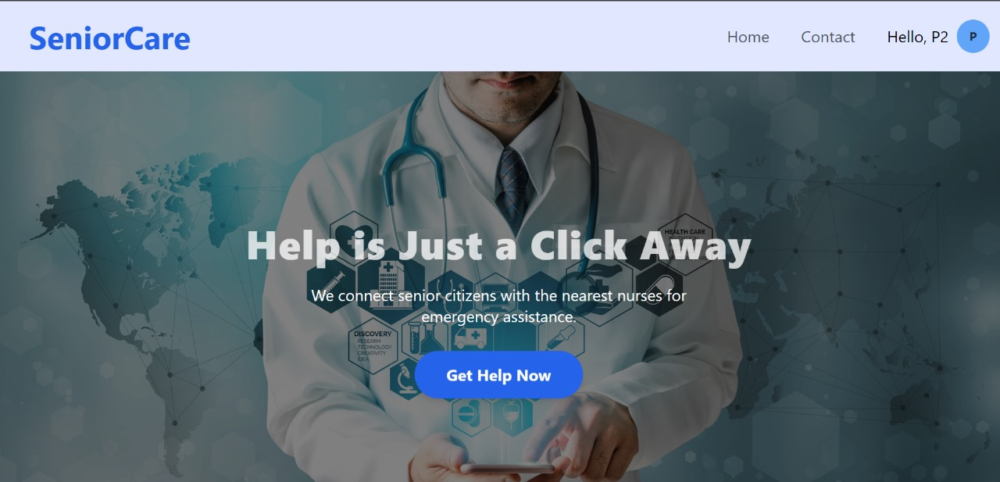 SeniorCare
Home
Contact
Hello, P2
P
HEALTH CARE
Help is Just a Click Away
We connect senior citizens with the nearest nurses for
emergency assistance.
DISCOVERY
RESEARH
TECHNOLOGY
CREATIVITY
IDEA
Get Help Now